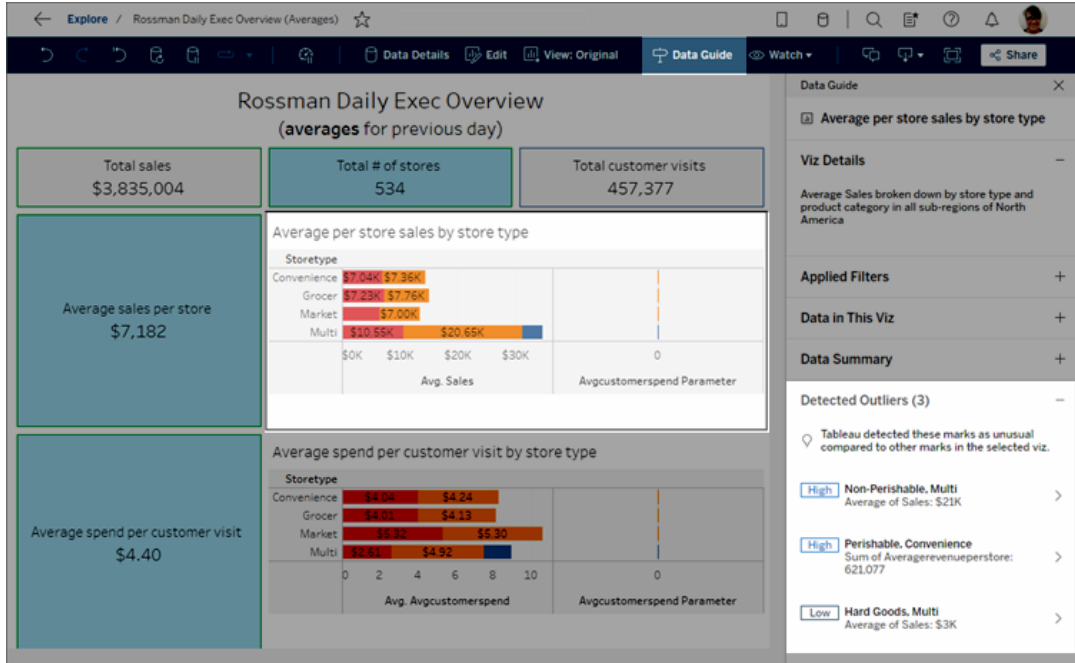 Explore / Rossman Daily Exec Overview (Averages)
Data Details Edit View: Original Data Guide Watch Share
Rossman Daily Exec Overview
(averages for previous day)
Total sales
$3,835,004
Total # of stores
534
Total customer visits
457,377
Average sales per store
$7,182
Average per store sales by store type
Storetype
Convenience $7.04K $7.36K
Grocer $7.23K $7.76K
Market $7.00K
Multi $10.55K $20.65K
$0K $10K $20K $30K 0
Avg. Sales Avgcustomerspend Parameter
Average spend per customer visit
$4.40
Average spend per customer visit by store type
Storetype
Convenience $4.04 $4.24
Grocer $4.01 $4.13
Market $5.32 $5.30
Multi $2.61 $4.92
0 2 4 6 8 10 0
Avg. Avgcustomerspend Avgcustomerspend Parameter
Data Guide
Average per store sales by store type
Viz Details
Average Sales broken down by store type and
product category in all sub-regions of North
America
Applied Filters
Data in This Viz
Data Summary
Detected Outliers (3)
Tableau detected these marks as unusual
compared to other marks in the selected viz.
High Non-Perishable, Multi
Average of Sales: $21K
High Perishable, Convenience
Sum of Averagerevenueperstore:
621,077
Low Hard Goods, Multi
Average of Sales: $3K